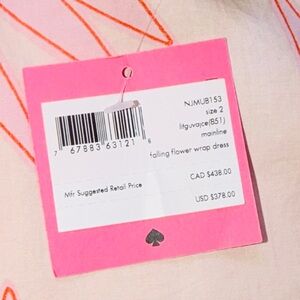 NJMU8153
size 2
litguvajce(851)
mainline
7 67883 63121 6
falling flower wrap dress
Mfr Suggested Retail Price
CAD $438.00
USD $378.00